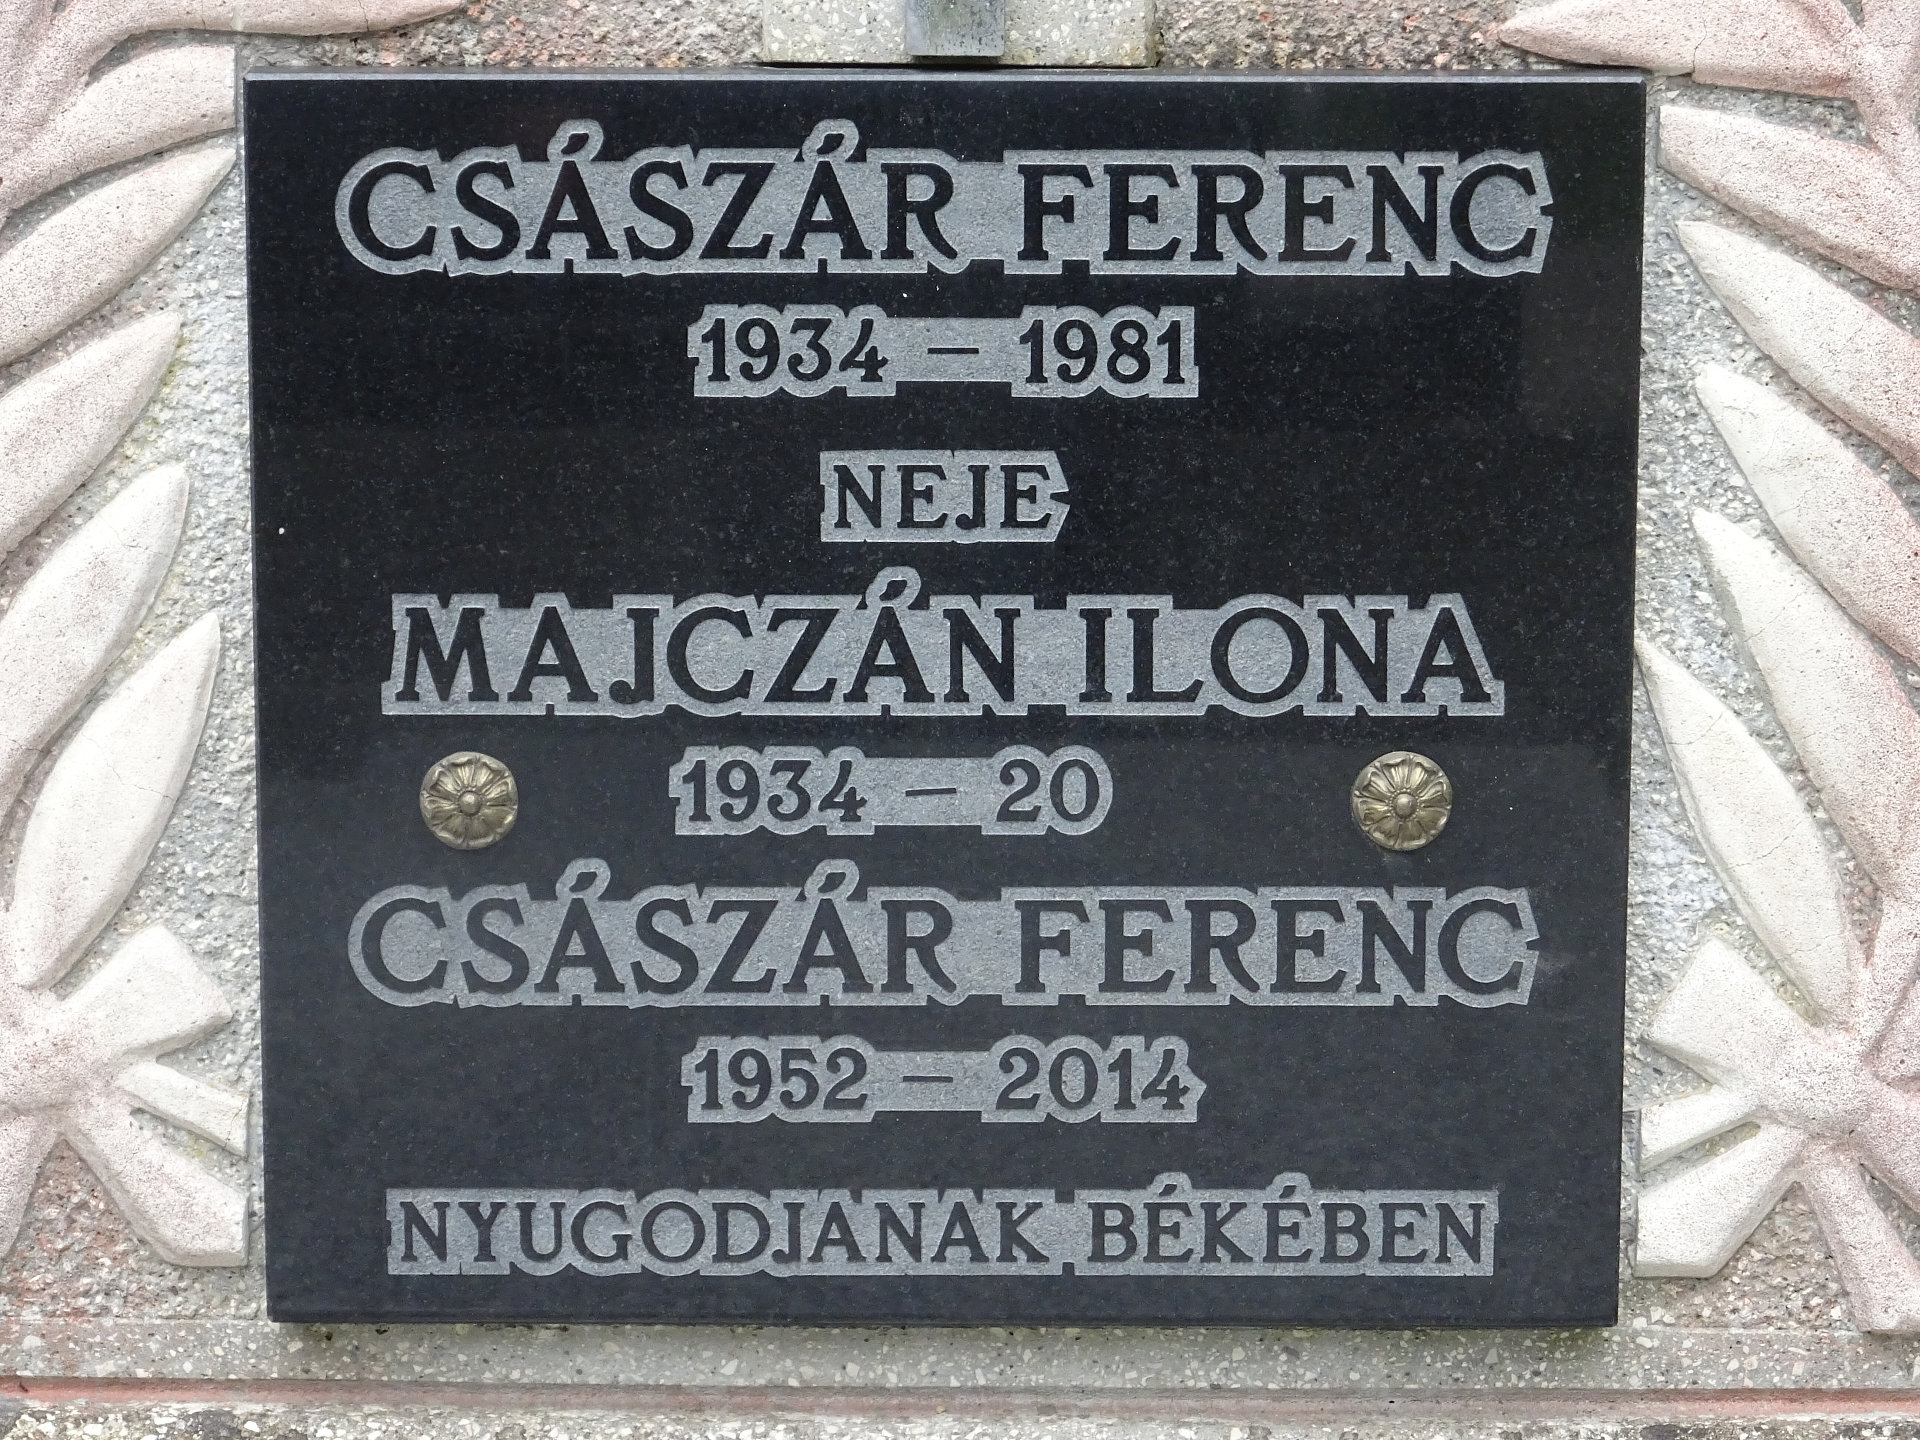 CSÁSZÁR FERENC
1934 – 1981
NEJE
MAJCZÁN ILONA
1934 – 20
CSÁSZÁR FERENC
1952 – 2014
NYUGODJANAK BÉKÉBEN